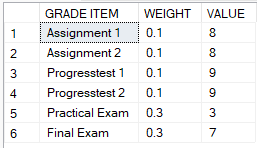 GRADE ITEM WEIGHT VALUE
1 Assignment 1 0.1 8
2 Assignment 2 0.1 8
3 Progresstest 1 0.1 9
4 Progresstest 2 0.1 9
5 Practical Exam 0.3 3
6 Final Exam 0.3 7